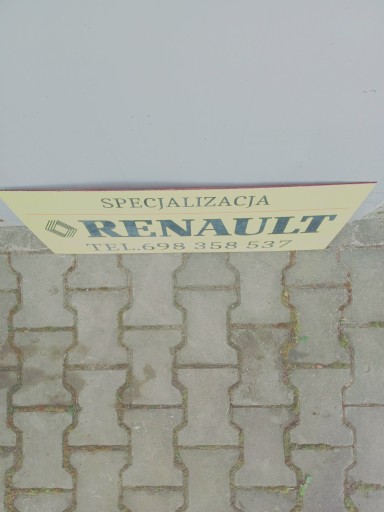 SPECJALIZACJA
RENAULT
TEL.698 358 537